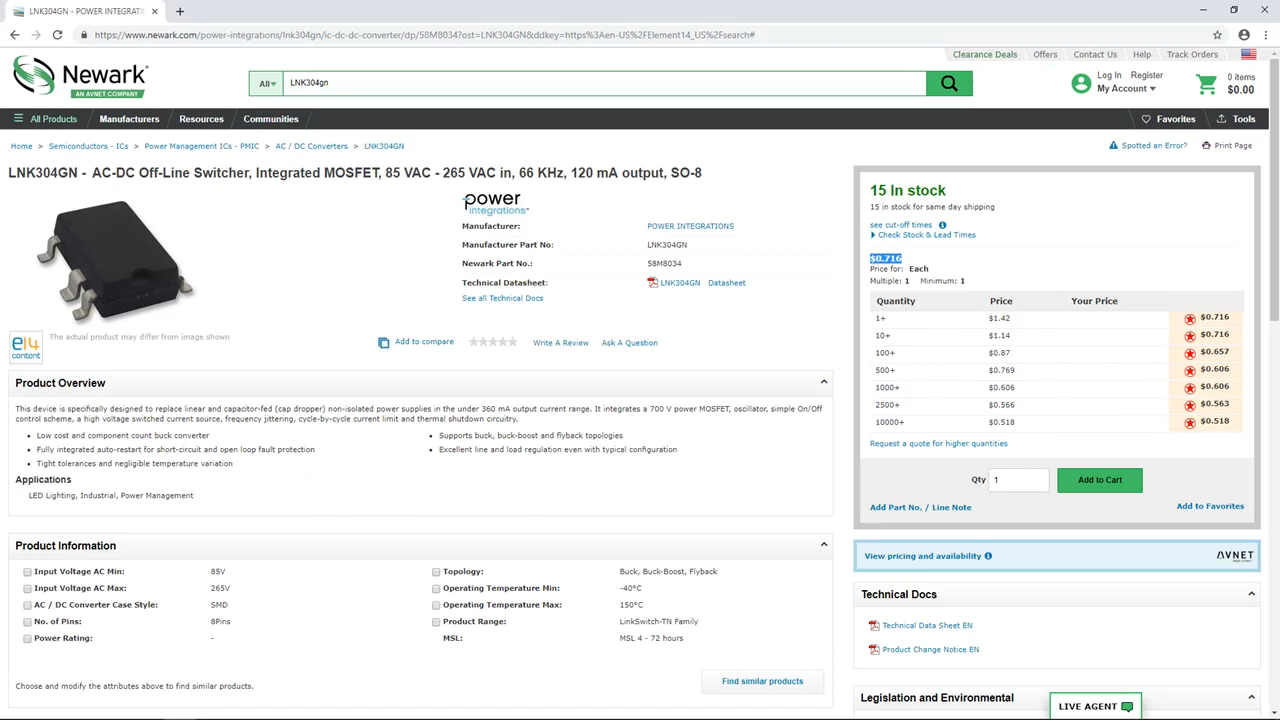 LNK304GN - POWER INTEGRATIONS
https://www.newark.com/power-integrations/lnk304gn/ic-dc-dc-converter/dp/58M8034?ost=LNK304GN&ddkey=https%3Aen-US%2FElement14_US%2Fsearch#
Clearance Deals Offers Contact Us Help Track Orders
Newark
AN AVNET COMPANY
All
LNK304gn
Log In Register
My Account
0 items
$0.00
All Products Manufacturers Resources Communities Favorites Tools
Home > Semiconductors - ICs > Power Management ICs - PMIC > AC / DC Converters > LNK304GN
Spotted an Error? Print Page
LNK304GN - AC-DC Off-Line Switcher, Integrated MOSFET, 85 VAC - 265 VAC in, 66 KHz, 120 mA output, SO-8
power
integrations
Manufacturer: POWER INTEGRATIONS
Manufacturer Part No: LNK304GN
Newark Part No.: 58M8034
Technical Datasheet: LNK304GN Datasheet
See all Technical Docs
e14
content
The actual product may differ from image shown
Add to compare Write A Review Ask A Question
15 In stock
15 in stock for same day shipping
see cut-off times
Check Stock & Lead Times
$0.716
Price for: Each
Multiple: 1 Minimum: 1
Quantity Price Your Price
1+ $1.42 $0.716
10+ $1.14 $0.716
100+ $0.87 $0.657
500+ $0.769 $0.606
1000+ $0.606 $0.606
2500+ $0.566 $0.563
10000+ $0.518 $0.518
Request a quote for higher quantities
Qty 1 Add to Cart
Add Part No. / Line Note Add to Favorites
View pricing and availability AVNET
Product Overview
This device is specifically designed to replace linear and capacitor-fed (cap dropper) non-isolated power supplies in the under 360 mA output current range. It integrates a 700 V power MOSFET, oscillator, simple On/Off
control scheme, a high voltage switched current source, frequency jittering, cycle-by-cycle current limit and thermal shutdown circuitry.
Low cost and component count buck converter
Fully integrated auto-restart for short-circuit and open loop fault protection
Tight tolerances and negligible temperature variation
Supports buck, buck-boost and flyback topologies
Excellent line and load regulation even with typical configuration
Applications
LED Lighting, Industrial, Power Management
Product Information
Input Voltage AC Min: 85V
Input Voltage AC Max: 265V
AC / DC Converter Case Style: SMD
No. of Pins: 8Pins
Power Rating: -
Topology: Buck, Buck-Boost, Flyback
Operating Temperature Min: -40°C
Operating Temperature Max: 150°C
Product Range: LinkSwitch-TN Family
MSL: MSL 4 - 72 hours
Choose and modify the attributes above to find similar products.
Find similar products
Technical Docs
Technical Data Sheet EN
Product Change Notice EN
Legislation and Environmental
LIVE AGENT